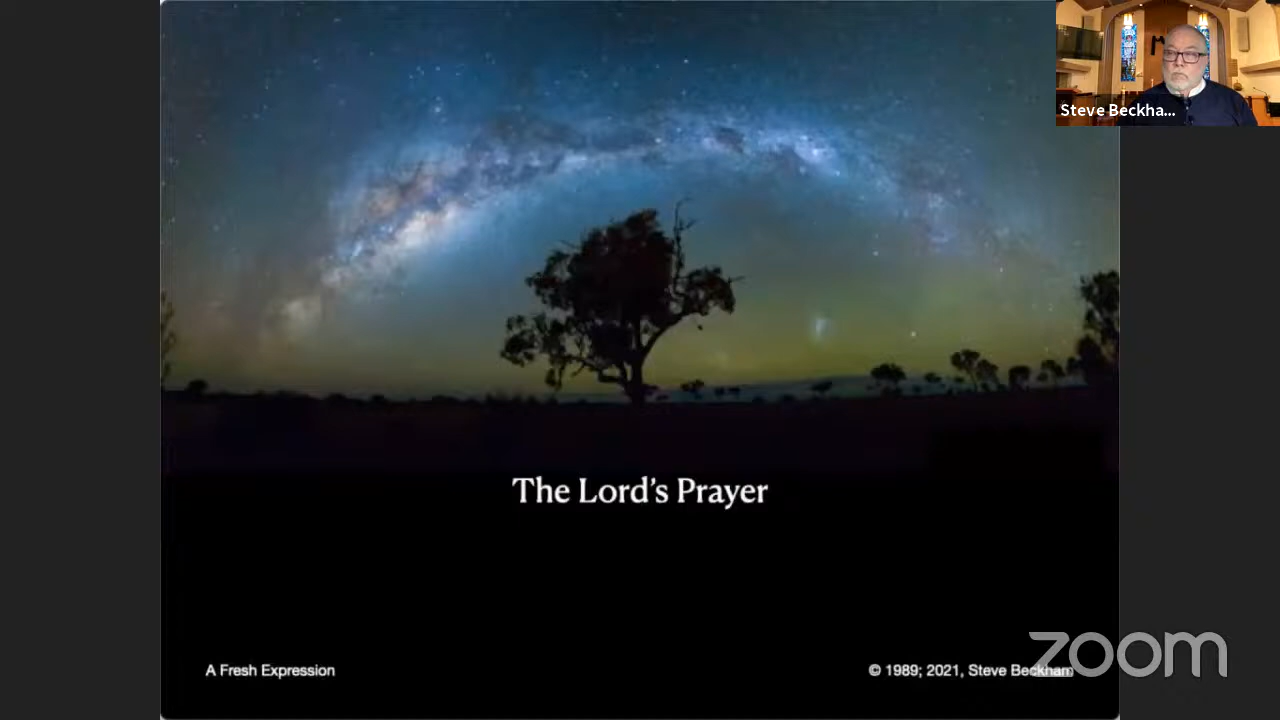 Steve Beckha...
The Lord's Prayer
A Fresh Expression
© 1989; 2021, Steve Beckham
zoom